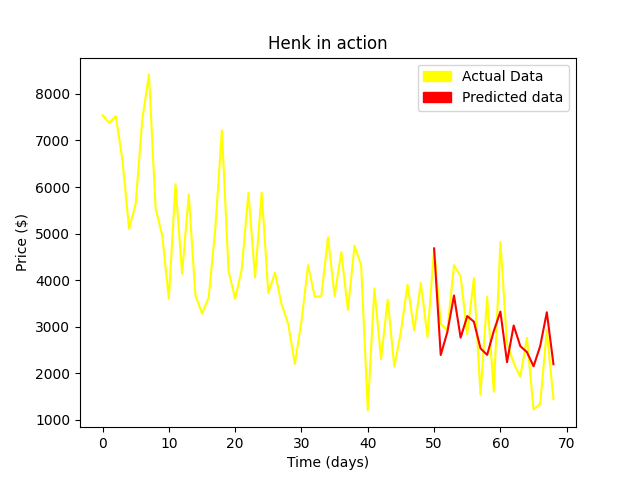 Henk in action
Actual Data
Predicted data
Price ($)
8000
7000
6000
5000
4000
3000
2000
1000
0 10 20 30 40 50 60 70
Time (days)